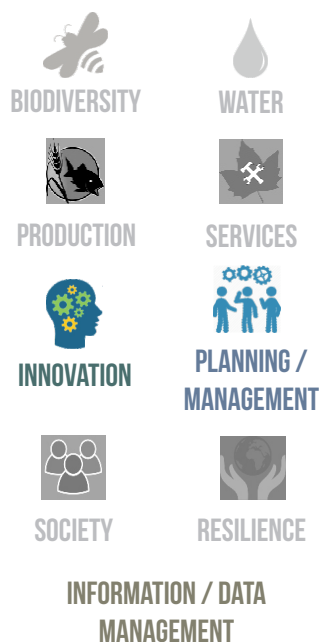 BIODIVERSITY
WATER
PRODUCTION
SERVICES
INNOVATION
PLANNING /
MANAGEMENT
SOCIETY
RESILIENCE
INFORMATION / DATA
MANAGEMENT